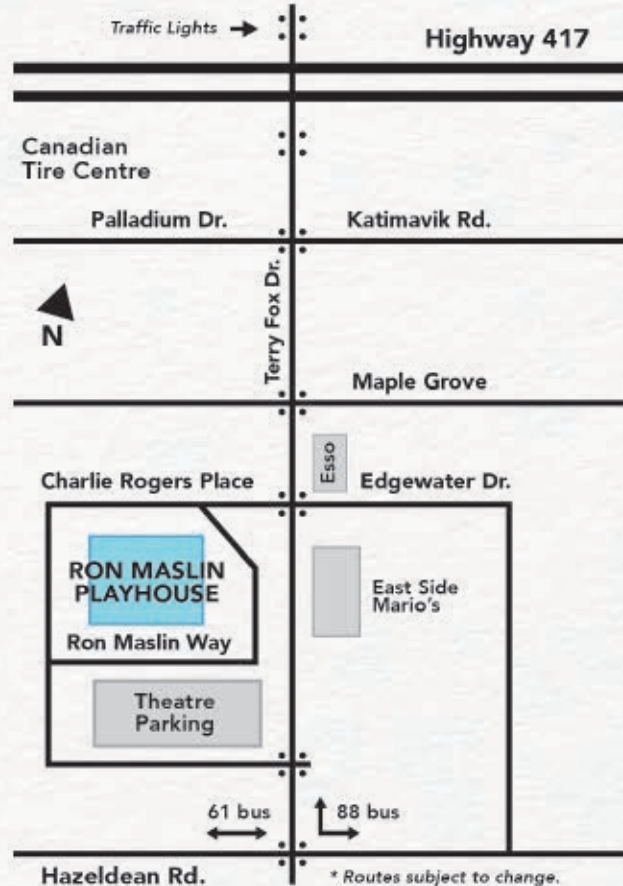 Traffic Lights
Highway 417
Canadian
Tire Centre
Palladium Dr.
Katimavik Rd.
N
Terry Fox Dr.
Maple Grove
Esso
Charlie Rogers Place
Edgewater Dr.
RON MASLIN
PLAYHOUSE
East Side
Mario's
Ron Maslin Way
Theatre
Parking
61 bus
88 bus
Hazeldean Rd.
* Routes subject to change.